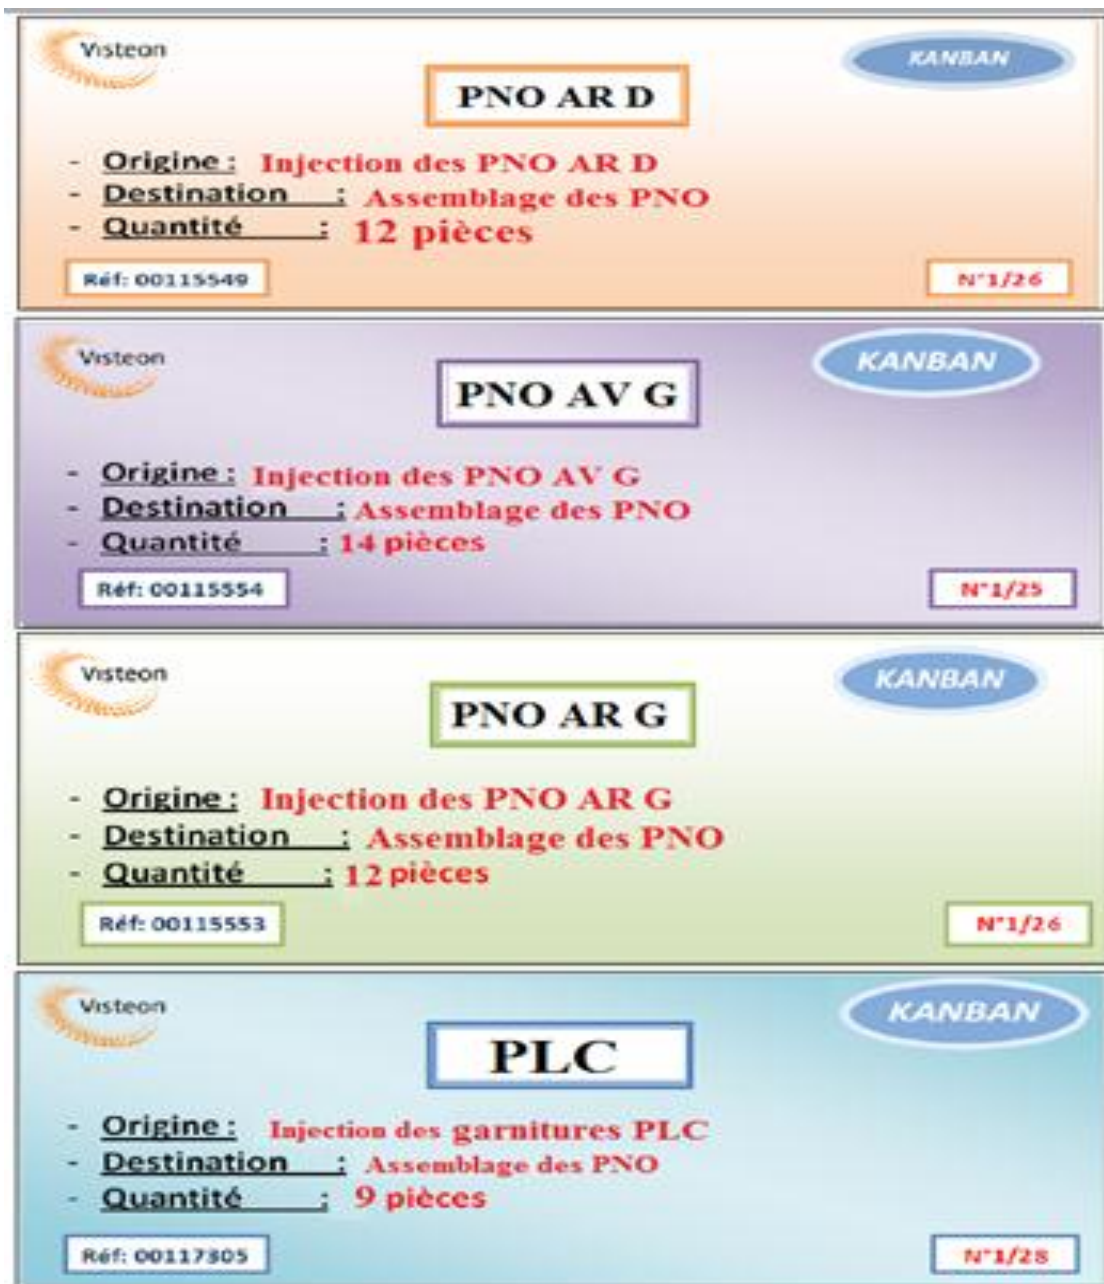 Visteon
KANBAN
PNO AR D
- Origine : Injection des PNO AR D
- Destination : Assemblage des PNO
- Quantité : 12 pièces
Réf: 00115549
N°1/26
Visteon
KANBAN
PNO AV G
- Origine : Injection des PNO AV G
- Destination : Assemblage des PNO
- Quantité : 14 pièces
Réf: 00115554
N°1/25
Visteon
KANBAN
PNO AR G
- Origine : Injection des PNO AR G
- Destination : Assemblage des PNO
- Quantité : 12 pièces
Réf: 00115553
N°1/26
Visteon
KANBAN
PLC
- Origine : Injection des garnitures PLC
- Destination : Assemblage des PNO
- Quantité : 9 pièces
Réf: 00117305
N°1/28